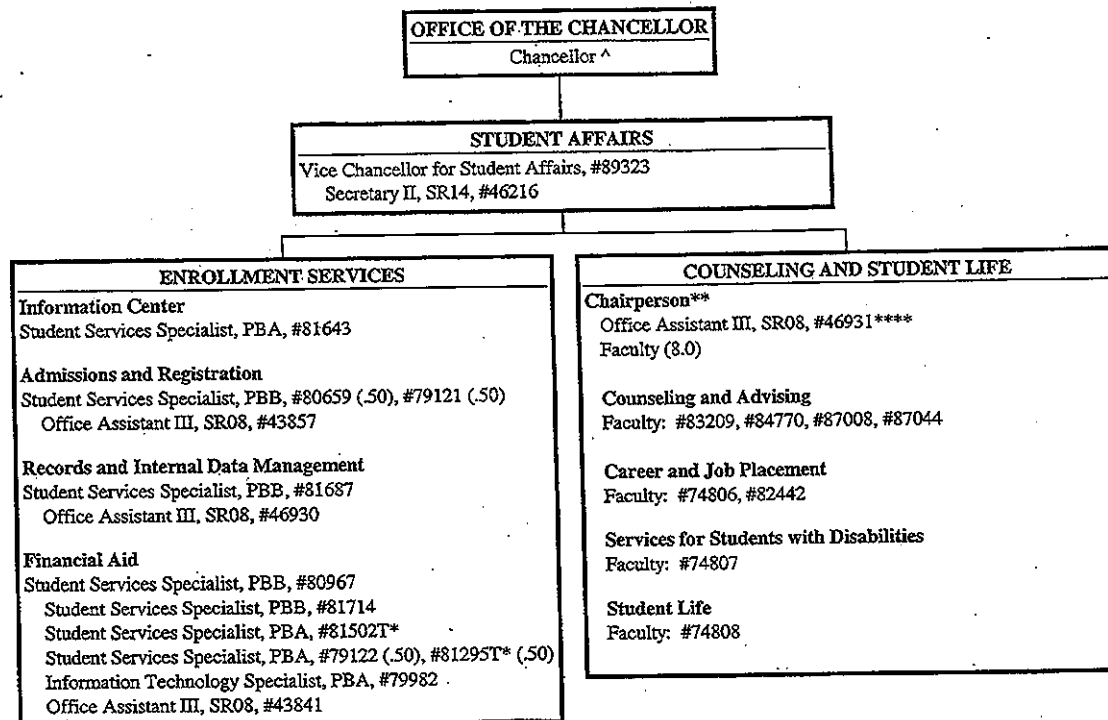 OFFICE OF THE CHANCELLOR
Chancellor ^
STUDENT AFFAIRS
Vice Chancellor for Student Affairs, #89323
Secretary II, SR14, #46216
ENROLLMENT SERVICES
Information Center
Student Services Specialist, PBA, #81643
Admissions and Registration
Student Services Specialist, PBB, #80659 (.50), #79121 (.50)
Office Assistant III, SR08, #43857
Records and Internal Data Management
Student Services Specialist, PBB, #81687
Office Assistant III, SR08, #46930
Financial Aid
Student Services Specialist, PBB, #80967
Student Services Specialist, PBB, #81714
Student Services Specialist, PBA, #81502T*
Student Services Specialist, PBA, #79122 (.50), #81295T* (.50)
Information Technology Specialist, PBA, #79982
Office Assistant III, SR08, #43841
COUNSELING AND STUDENT LIFE
Chairperson**
Office Assistant III, SR08, #46931****
Faculty (8.0)
Counseling and Advising
Faculty: #83209, #84770, #87008, #87044
Career and Job Placement
Faculty: #74806, #82442
Services for Students with Disabilities
Faculty: #74807
Student Life
Faculty: #74808